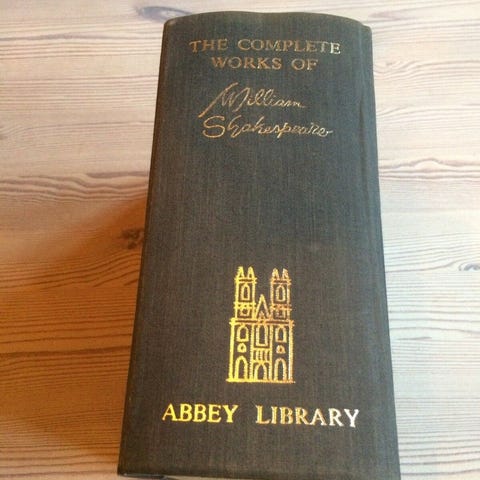 THE COMPLETE
WORKS OF
William
Shakespeare
ABBEY LIBRARY